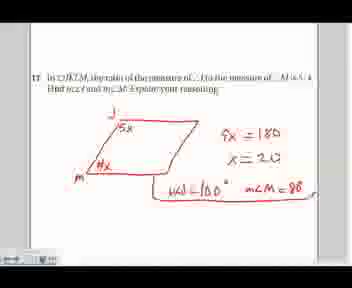 17 In ▱JKLM, the ratio of the measure of ∠J to the measure of ∠M is 5:4
Find m∠J and m∠M. Explain your reasoning
J
5x
9x = 180
x = 20
M 4x
m∠J = 100° m∠M = 80